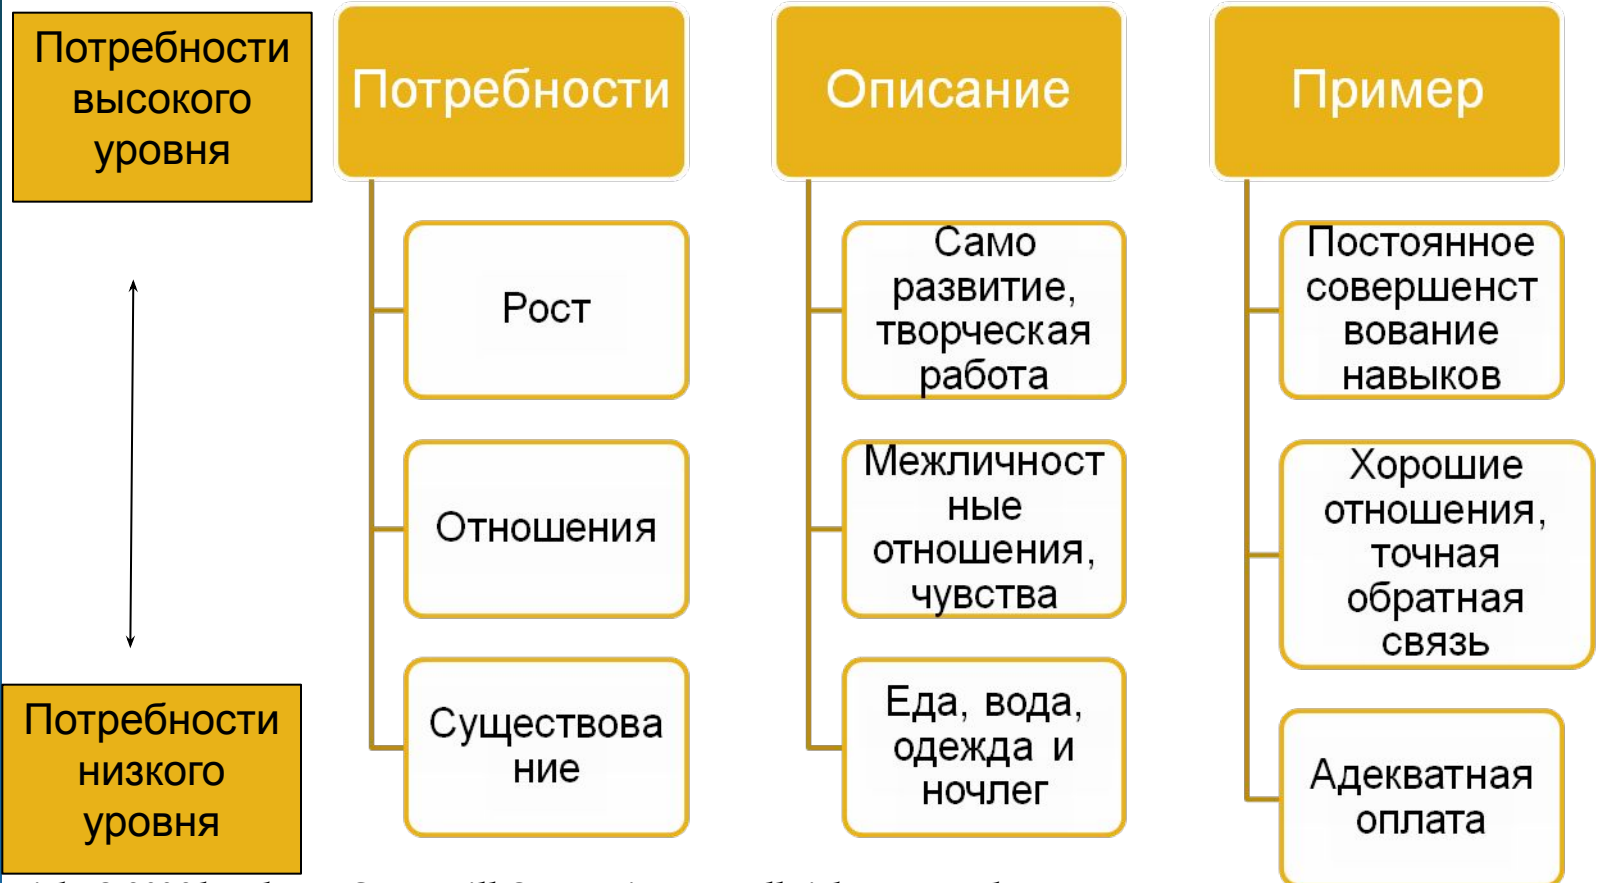 Потребности
высокого
уровня
Потребности
Описание
Пример
Рост
Само
развитие,
творческая
работа
Постоянное
совершенст
вование
навыков
Отношения
Межличност
ные
отношения,
чувства
Хорошие
отношения,
точная
обратная
связь
Потребности
низкого
уровня
Существова
ние
Еда, вода,
одежда и
ночлег
Адекватная
оплата